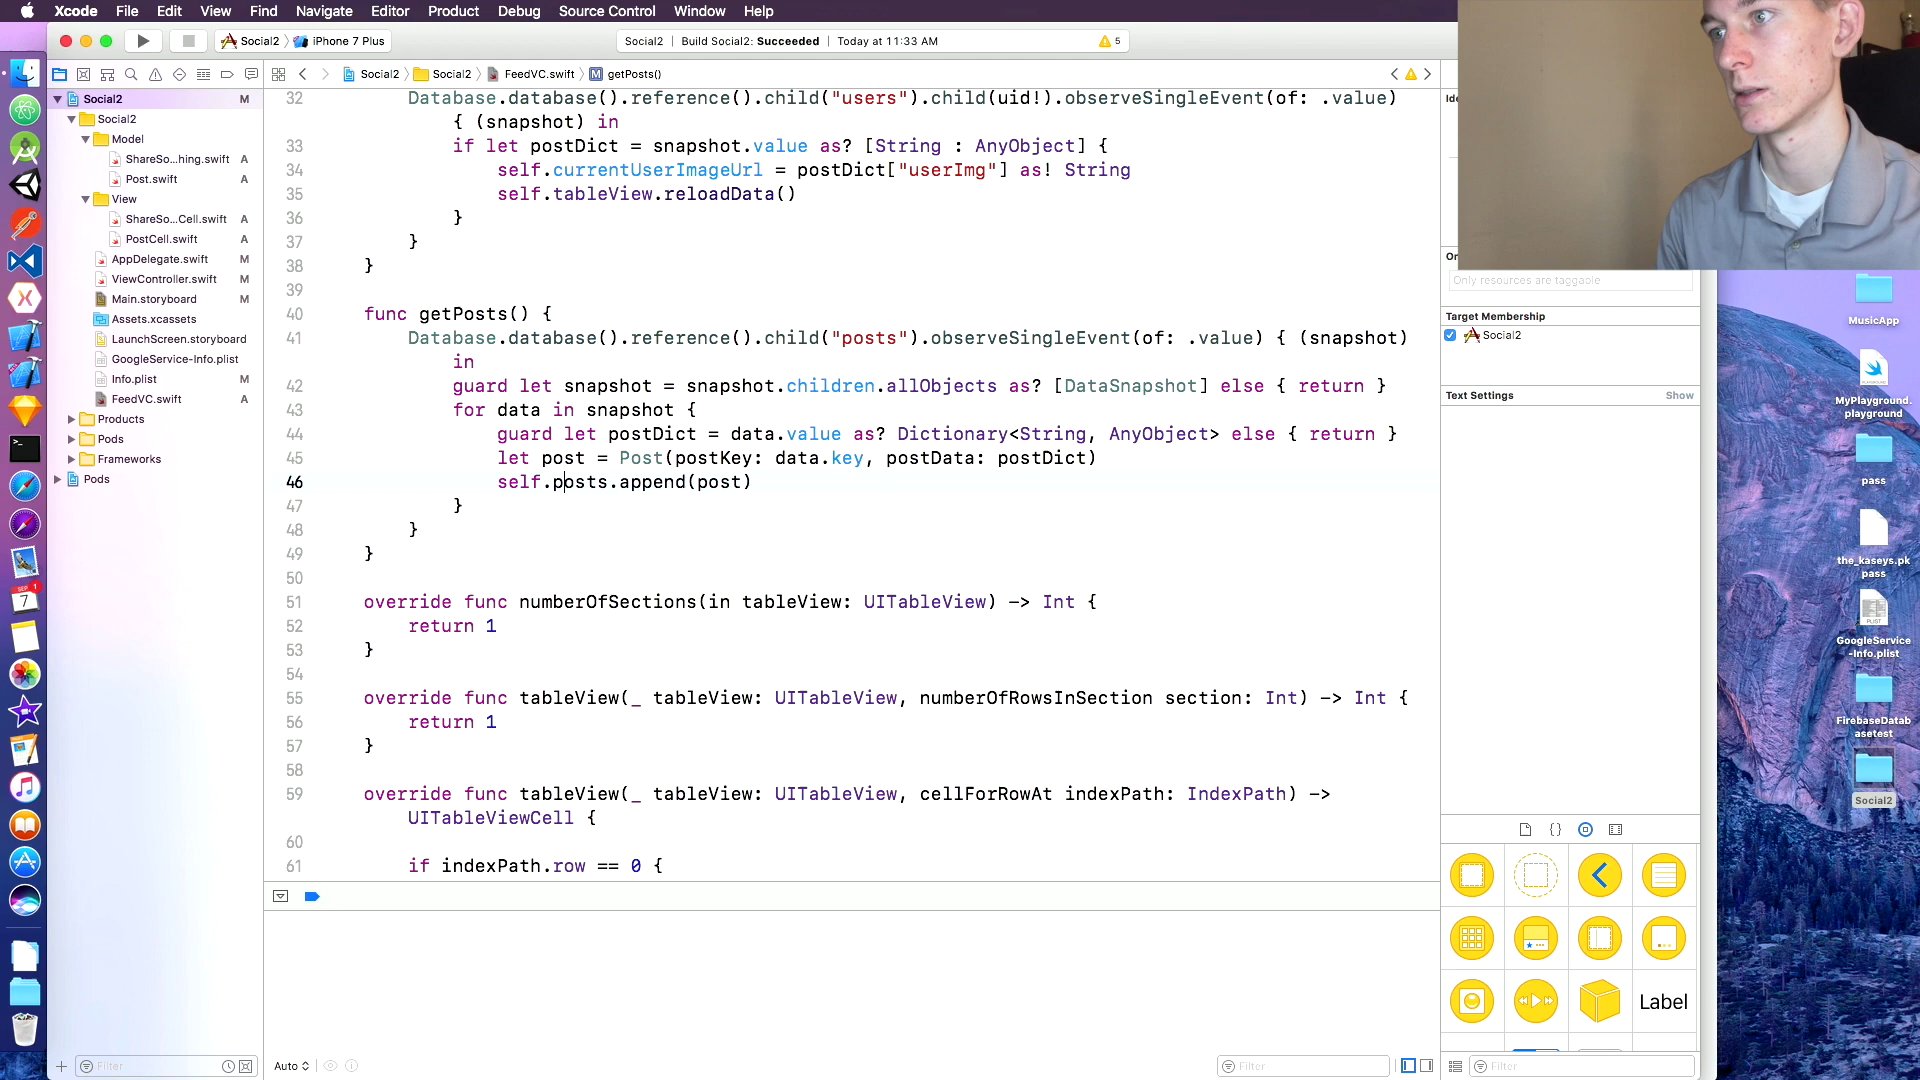 Xcode File Edit View Find Navigate Editor Product Debug Source Control Window Help
Social2 iPhone 7 Plus
Social2 | Build Social2: Succeeded | Today at 11:33 AM
5
Social2 Social2 FeedVC.swift M getPosts()
Social2 M
Social2
Model
ShareSo...hing.swift A
Post.swift A
View
ShareSo...Cell.swift A
PostCell.swift A
AppDelegate.swift M
ViewController.swift M
Main.storyboard M
Assets.xcassets
LaunchScreen.storyboard
GoogleService-Info.plist
Info.plist M
FeedVC.swift A
Products
Pods
Frameworks
Pods
32 Database.database().reference().child("users").child(uid!).observeSingleEvent(of: .value)
{ (snapshot) in
33 if let postDict = snapshot.value as? [String : AnyObject] {
34 self.currentUserImageUrl = postDict["userImg"] as! String
35 self.tableView.reloadData()
36 }
37 }
38 }
39
40 func getPosts() {
41 Database.database().reference().child("posts").observeSingleEvent(of: .value) { (snapshot)
in
42 guard let snapshot = snapshot.children.allObjects as? [DataSnapshot] else { return }
43 for data in snapshot {
44 guard let postDict = data.value as? Dictionary<String, AnyObject> else { return }
45 let post = Post(postKey: data.key, postData: postDict)
46 self.posts.append(post)
47 }
48 }
49 }
50
51 override func numberOfSections(in tableView: UITableView) -> Int {
52 return 1
53 }
54
55 override func tableView(_ tableView: UITableView, numberOfRowsInSection section: Int) -> Int {
56 return 1
57 }
58
59 override func tableView(_ tableView: UITableView, cellForRowAt indexPath: IndexPath) ->
UITableViewCell {
60
61 if indexPath.row == 0 {
Only resources are taggable
Target Membership
Social2
Text Settings Show
Label
Auto
Filter
Filter
Filter
MusicApp
MyPlayground.
playground
pass
the_kaseys.pk
pass
PLIST
GoogleService
-Info.plist
FirebaseDatab
asetest
Social2
SEP
7
1